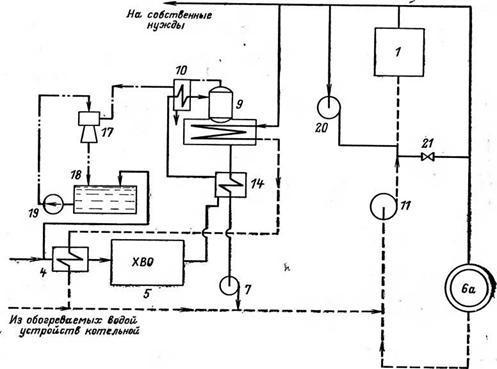 На собственные
нужды
10
1
9
17
20
21
18
14
19
11
ХВО
4
5
7
6а
Из обогреваемых водой
устройств котельной